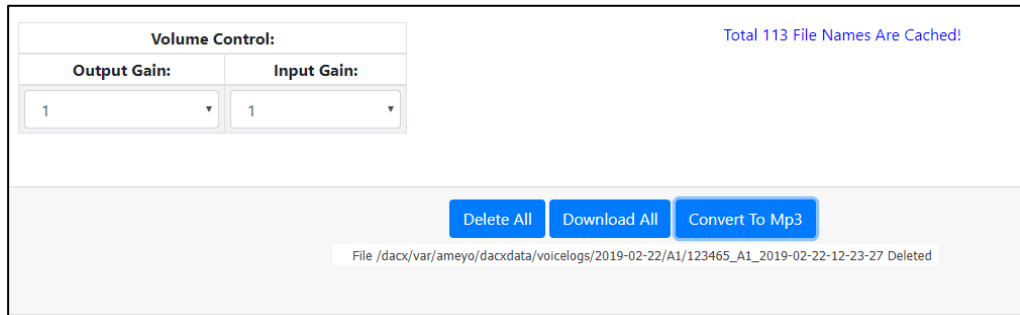 Volume Control:
Total 113 File Names Are Cached!
Output Gain: Input Gain:
1 1
Delete All Download All Convert To Mp3
File /dacx/var/ameyo/dacxdata/voicelogs/2019-02-22/A1/123465_A1_2019-02-22-12-23-27 Deleted